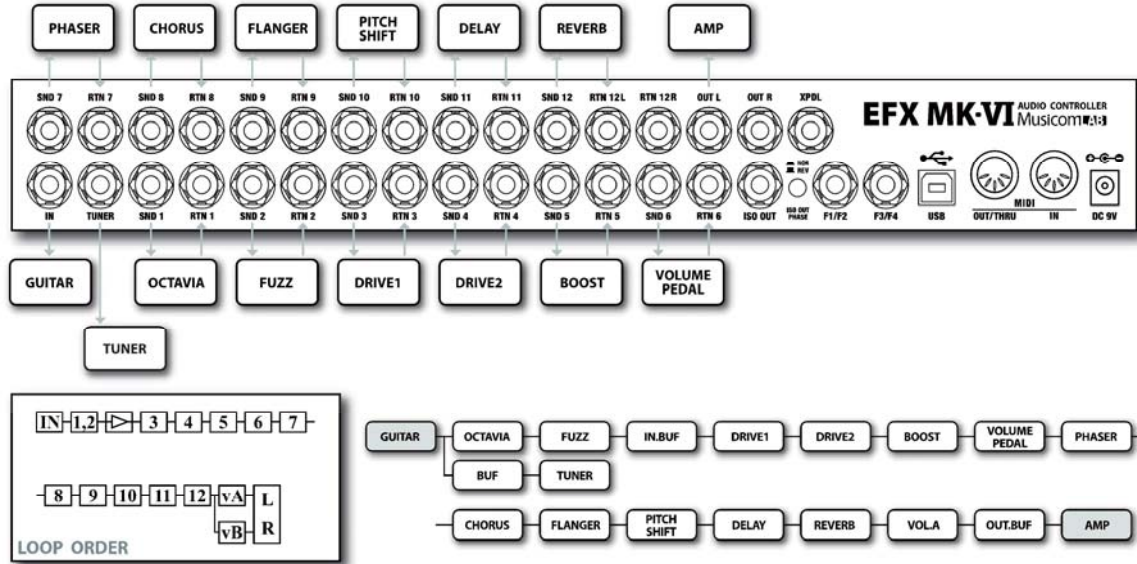 PHASER CHORUS FLANGER PITCH SHIFT DELAY REVERB AMP
SND 7 RTN 7 SND 8 RTN 8 SND 9 RTN 9 SND 10 RTN 10 SND 11 RTN 11 SND 12 RTN 12L RTN 12R OUT L OUT R XPDL
EFX MK-VI AUDIO CONTROLLER
MusicomLAB
NOR
REV
IN TUNER SND 1 RTN 1 SND 2 RTN 2 SND 3 RTN 3 SND 4 RTN 4 SND 5 RTN 5 SND 6 RTN 6 ISO OUT ISO OUT PHASE F1/F2 F3/F4 USB OUT/THRU MIDI IN DC 9V
GUITAR OCTAVIA FUZZ DRIVE1 DRIVE2 BOOST VOLUME PEDAL
TUNER
IN 1,2 3 4 5 6 7
8 9 10 11 12 vA L
vB R
LOOP ORDER
GUITAR OCTAVIA FUZZ IN.BUF DRIVE1 DRIVE2 BOOST VOLUME PEDAL PHASER
BUF TUNER
CHORUS FLANGER PITCH SHIFT DELAY REVERB VOL.A OUT.BUF AMP